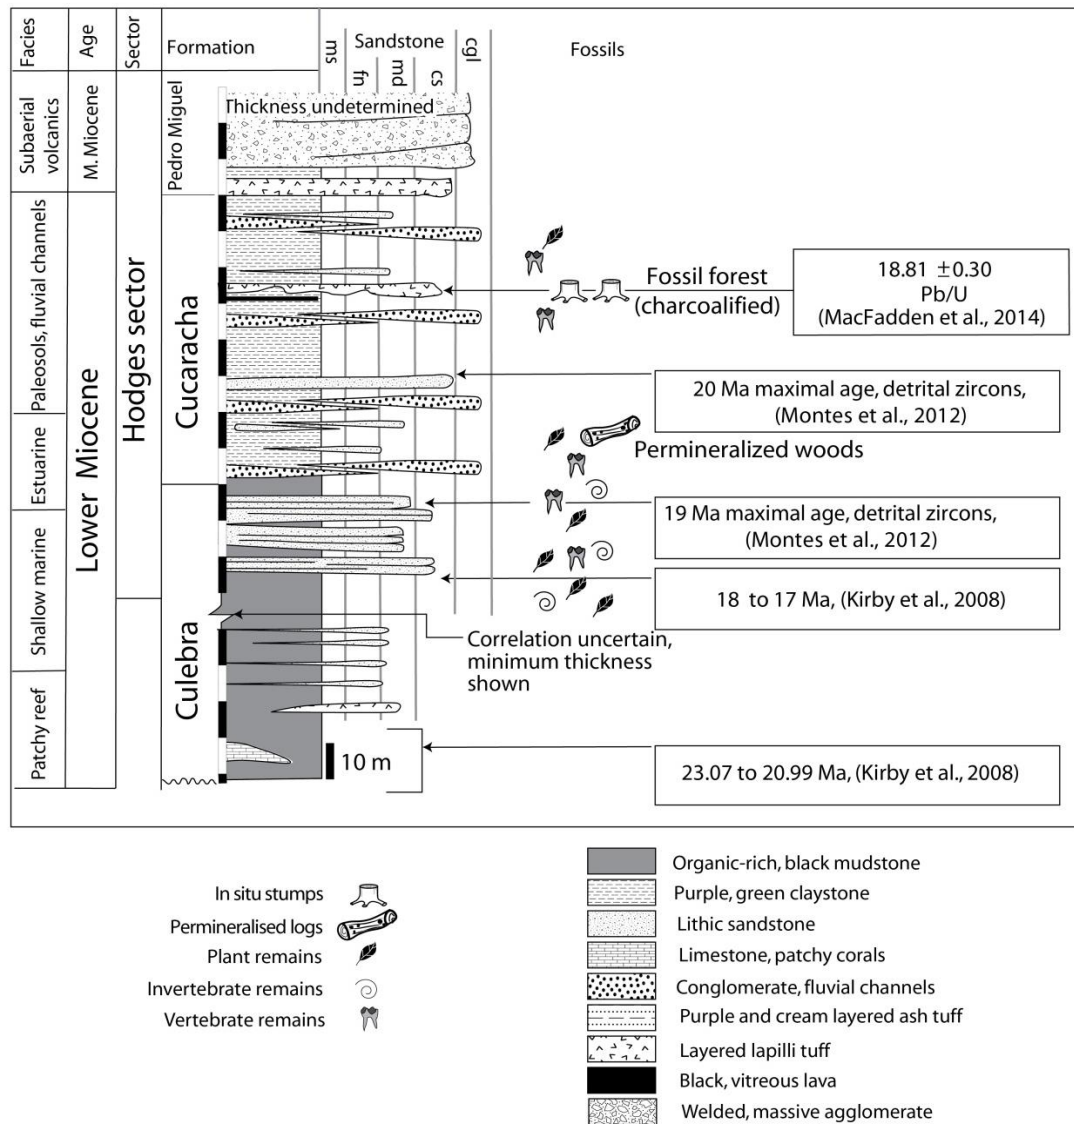 Facies
Age
Sector
Formation
ms
Sandstone
fn
md
cs
cgl
Fossils
Subaerial
volcanics
M. Miocene
Pedro Miguel
Thickness undetermined
Paleosols, fluvial channels
Estuarine
Shallow marine
Patchy reef
Lower Miocene
Hodges sector
Cucaracha
Culebra
Fossil forest
(charcoalified)
18.81 ±0.30
Pb/U
(MacFadden et al., 2014)
20 Ma maximal age, detrital zircons,
(Montes et al., 2012)
Permineralized woods
19 Ma maximal age, detrital zircons,
(Montes et al., 2012)
18 to 17 Ma, (Kirby et al., 2008)
Correlation uncertain,
minimum thickness
shown
10 m
23.07 to 20.99 Ma, (Kirby et al., 2008)
In situ stumps
Permineralised logs
Plant remains
Invertebrate remains
Vertebrate remains
Organic-rich, black mudstone
Purple, green claystone
Lithic sandstone
Limestone, patchy corals
Conglomerate, fluvial channels
Purple and cream layered ash tuff
Layered lapilli tuff
Black, vitreous lava
Welded, massive agglomerate